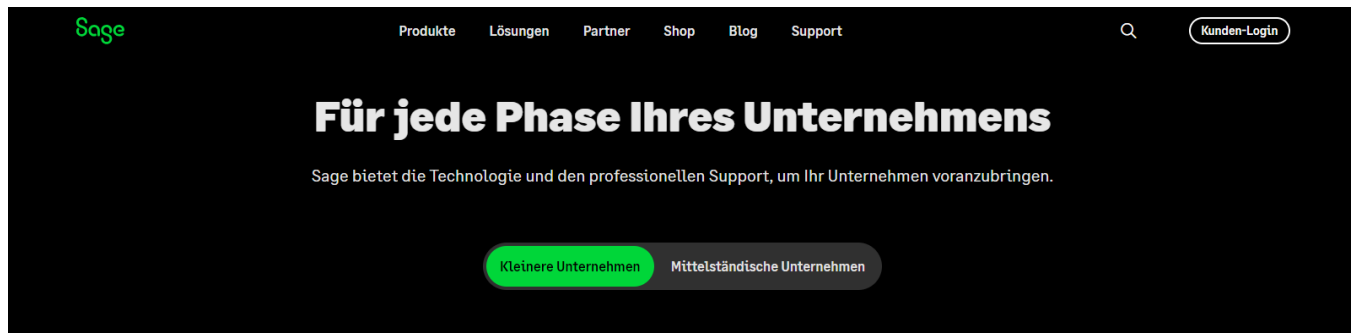 Sage
Produkte Lösungen Partner Shop Blog Support
Kunden-Login
Für jede Phase Ihres Unternehmens
Sage bietet die Technologie und den professionellen Support, um Ihr Unternehmen voranzubringen.
Kleinere Unternehmen Mittelständische Unternehmen